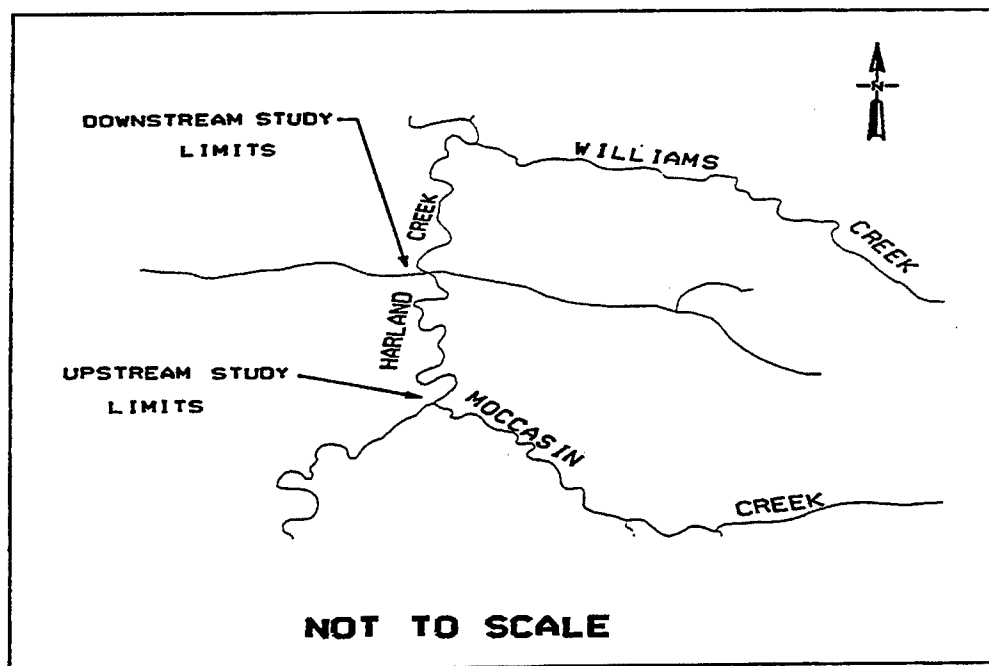 N
DOWNSTREAM STUDY
LIMITS
WILLIAMS
CREEK
CREEK
HARLAND
UPSTREAM STUDY
LIMITS
MOCCASIN
CREEK
NOT TO SCALE